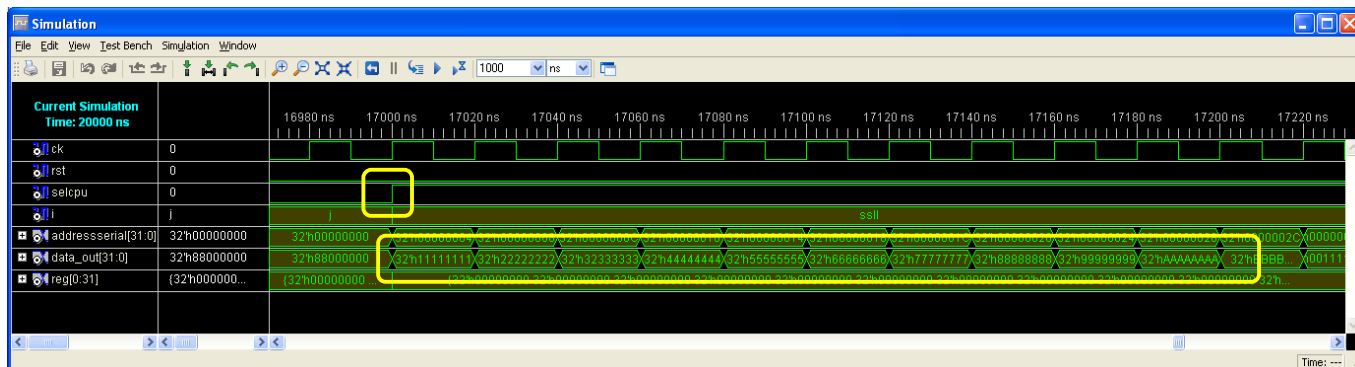 Simulation
File Edit View Test Bench Simulation Window
1000 ns
Current Simulation
Time: 20000 ns
16980 ns 17000 ns 17020 ns 17040 ns 17060 ns 17080 ns 17100 ns 17120 ns 17140 ns 17160 ns 17180 ns 17200 ns 17220 ns
ck 0
rst 0
selcpu 0
i j j ssll
addressserial[31:0] 32'h00000000 32'h00000000
data_out[31:0] 32'h88000000 32'h88000000 32'h11111111 32'h22222222 32'h32333333 32'h44444444 32'h55555555 32'h66666666 32'h77777777 32'h88888888 32'h99999999 32'hAAAAAAAA 32'hBBBB...
reg[0:31] {32'h000000... {32'h00000000 ...
Time: ---